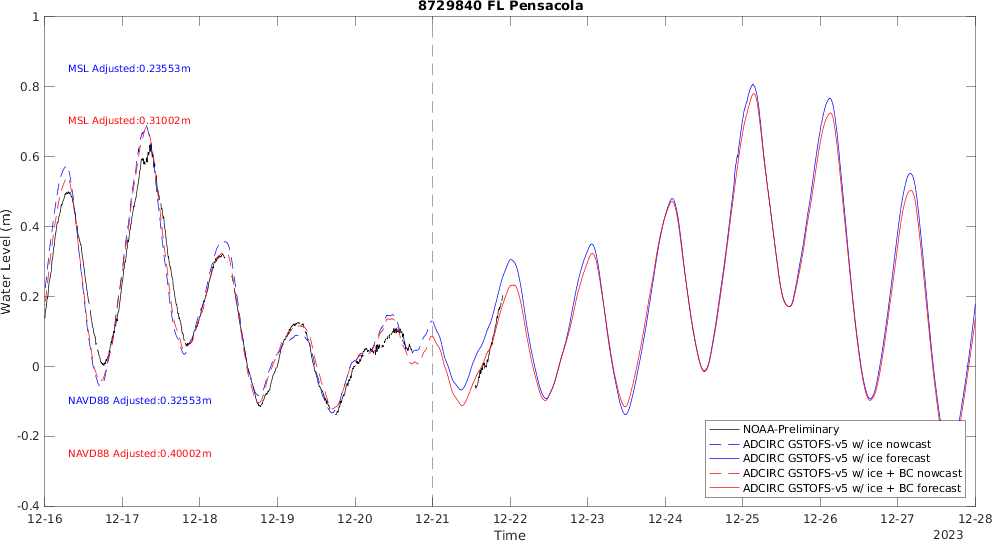 8729840 FL Pensacola
1
0.8
0.6
0.4
0.2
0
-0.2
-0.4
Water Level (m)
MSL Adjusted:0.23553m
MSL Adjusted:0.31002m
NAVD88 Adjusted:0.32553m
NAVD88 Adjusted:0.40002m
NOAA-Preliminary
ADCIRC GSTOFS-v5 w/ ice nowcast
ADCIRC GSTOFS-v5 w/ ice forecast
ADCIRC GSTOFS-v5 w/ ice + BC nowcast
ADCIRC GSTOFS-v5 w/ ice + BC forecast
12-16 12-17 12-18 12-19 12-20 12-21 12-22 12-23 12-24 12-25 12-26 12-27 12-28
Time
2023